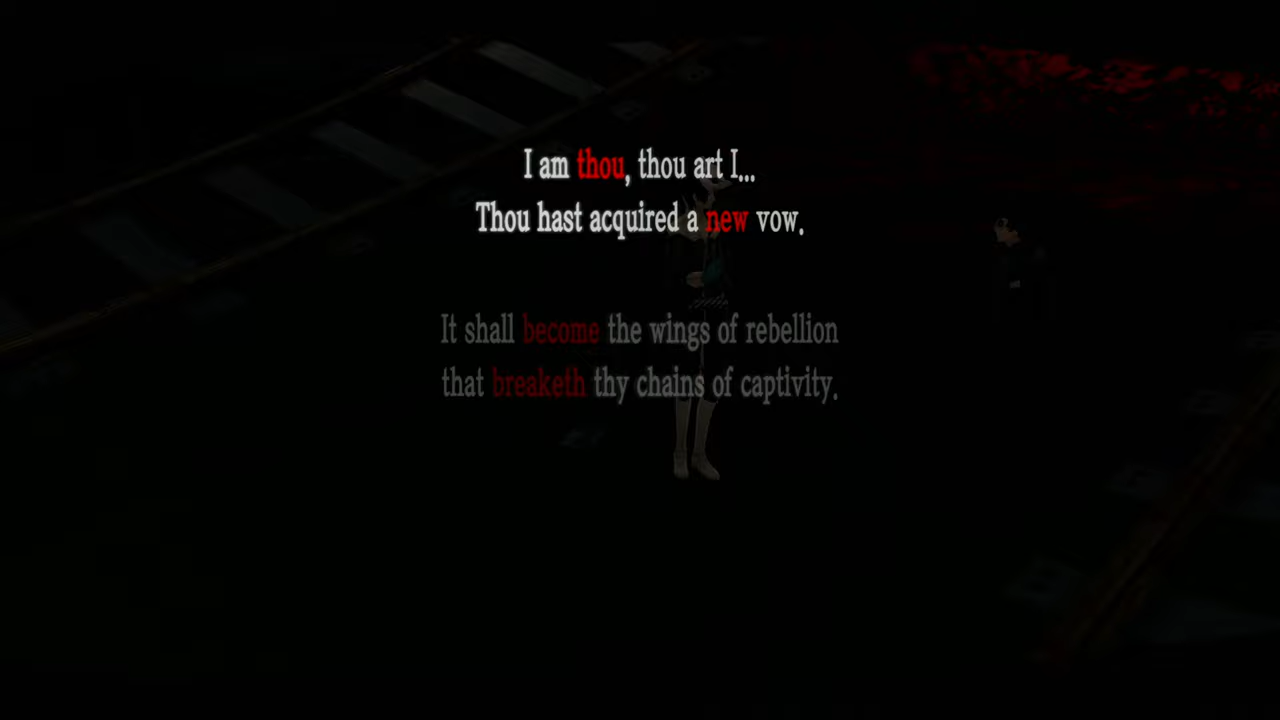 I am thou, thou art I...
Thou hast acquired a new vow.
It shall become the wings of rebellion
that breaketh thy chains of captivity.